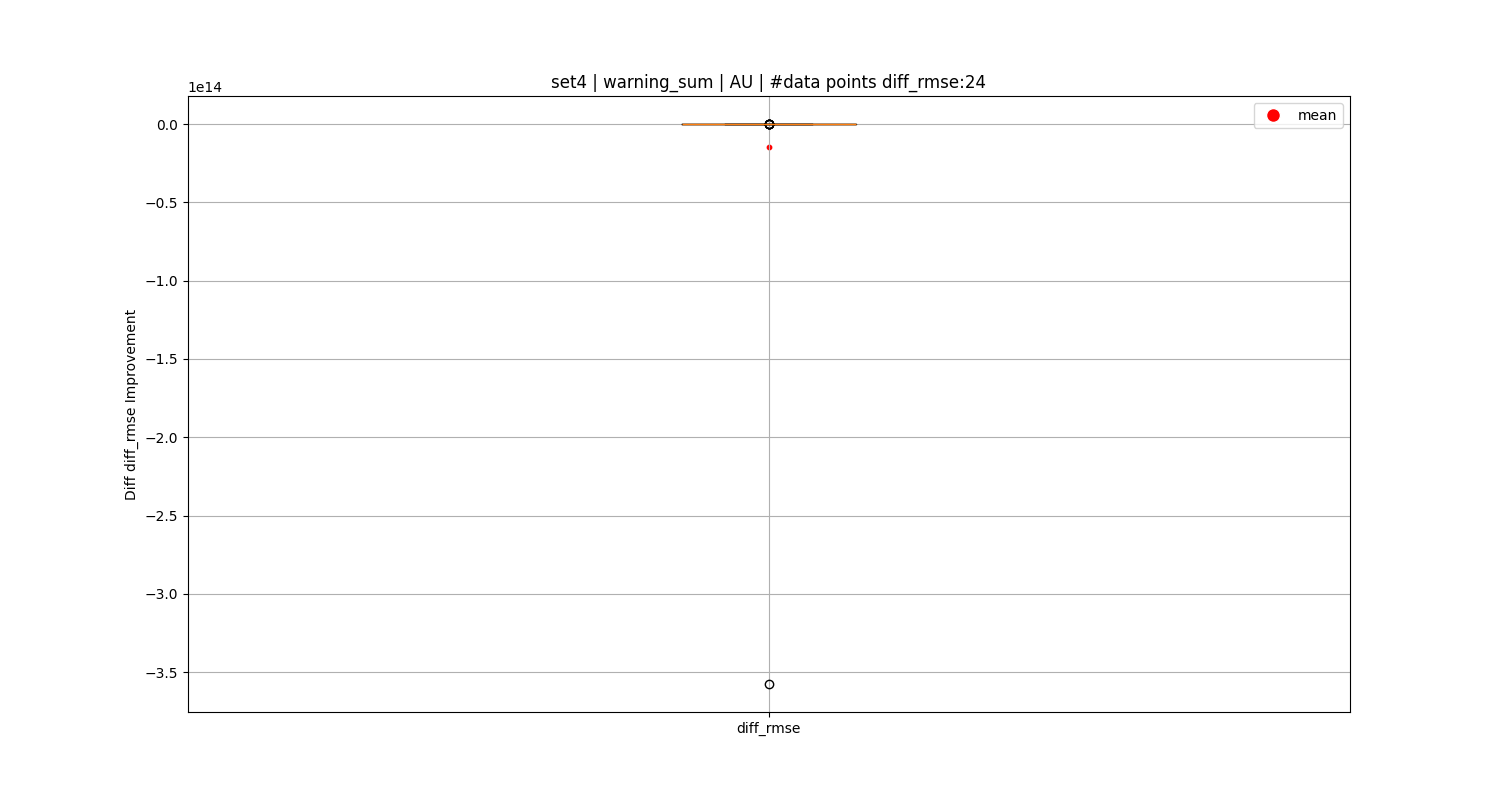 set4 | warning_sum | AU | #data points diff_rmse:24
1e14
mean
0.0
−0.5
−1.0
−1.5
−2.0
−2.5
−3.0
−3.5
Diff diff_rmse Improvement
diff_rmse